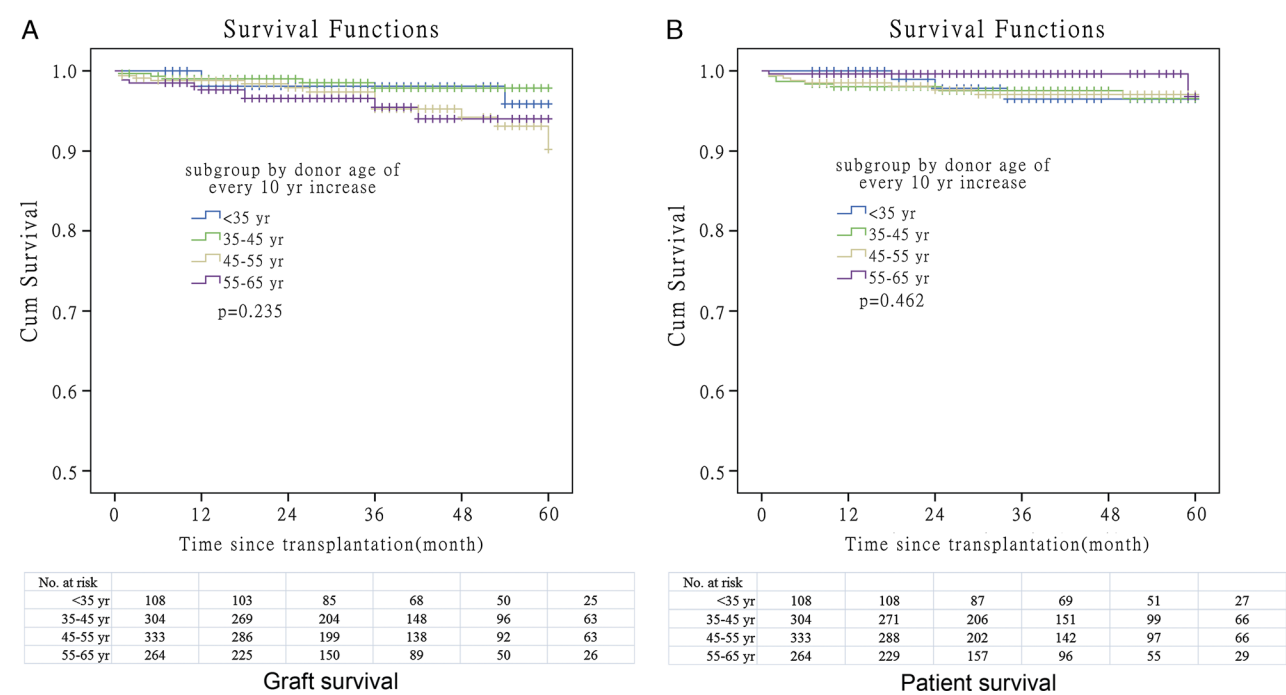 A
Survival Functions
1.0
0.9
0.8
0.7
0.6
0.5
Cum Survival
subgroup by donor age of
every 10 yr increase
<35 yr
35-45 yr
45-55 yr
55-65 yr
p=0.235
0 12 24 36 48 60
Time since transplantation(month)
No. at risk
<35 yr 108 103 85 68 50 25
35-45 yr 304 269 204 148 96 63
45-55 yr 333 286 199 138 92 63
55-65 yr 264 225 150 89 50 26
Graft survival
B
Survival Functions
1.0
0.9
0.8
0.7
0.6
0.5
Cum Survival
subgroup by donor age of
every 10 yr increase
<35 yr
35-45 yr
45-55 yr
55-65 yr
p=0.462
0 12 24 36 48 60
Time since transplantation(month)
No. at risk
<35 yr 108 108 87 69 51 27
35-45 yr 304 271 206 151 99 66
45-55 yr 333 288 202 142 97 66
55-65 yr 264 229 157 96 55 29
Patient survival